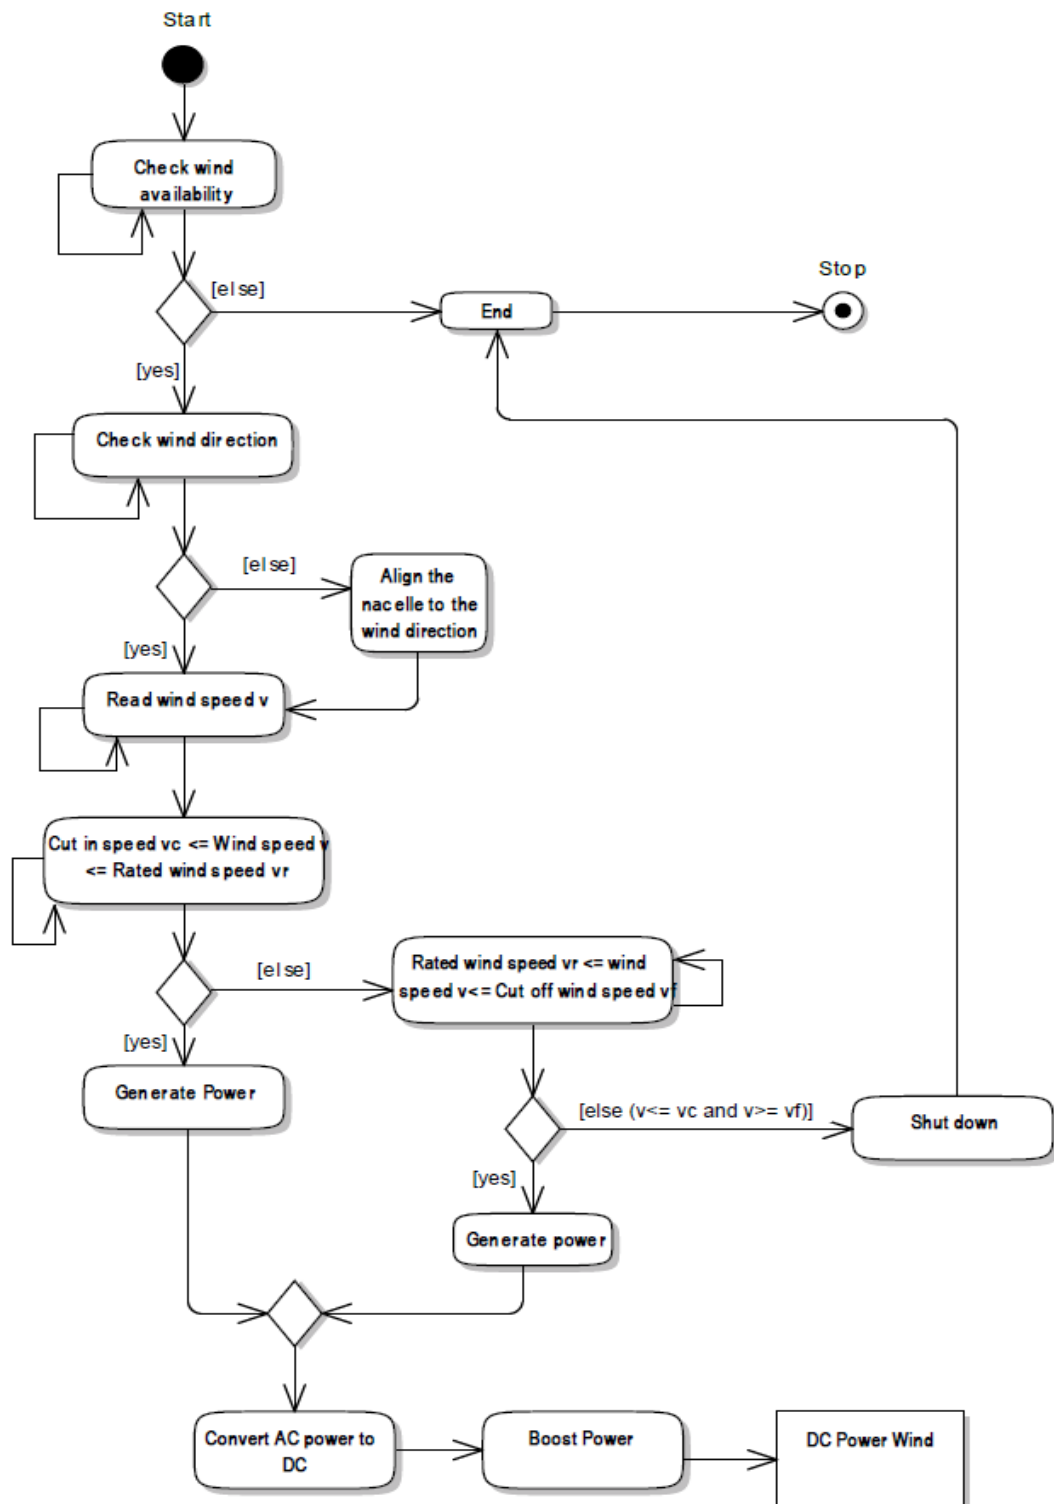 Start
Check wind
availability
[else]
End
Stop
[yes]
Check wind direction
[else]
Align the
nacelle to the
wind direction
[yes]
Read wind speed v
Cut in speed vc <= Wind speed v
<= Rated wind speed vr
[else]
Rated wind speed vr <= wind
speed v<= Cut off wind speed vf
[yes]
Generate Power
[else (v<= vc and v>= vf)]
Shut down
[yes]
Generate power
Convert AC power to
DC
Boost Power
DC Power Wind